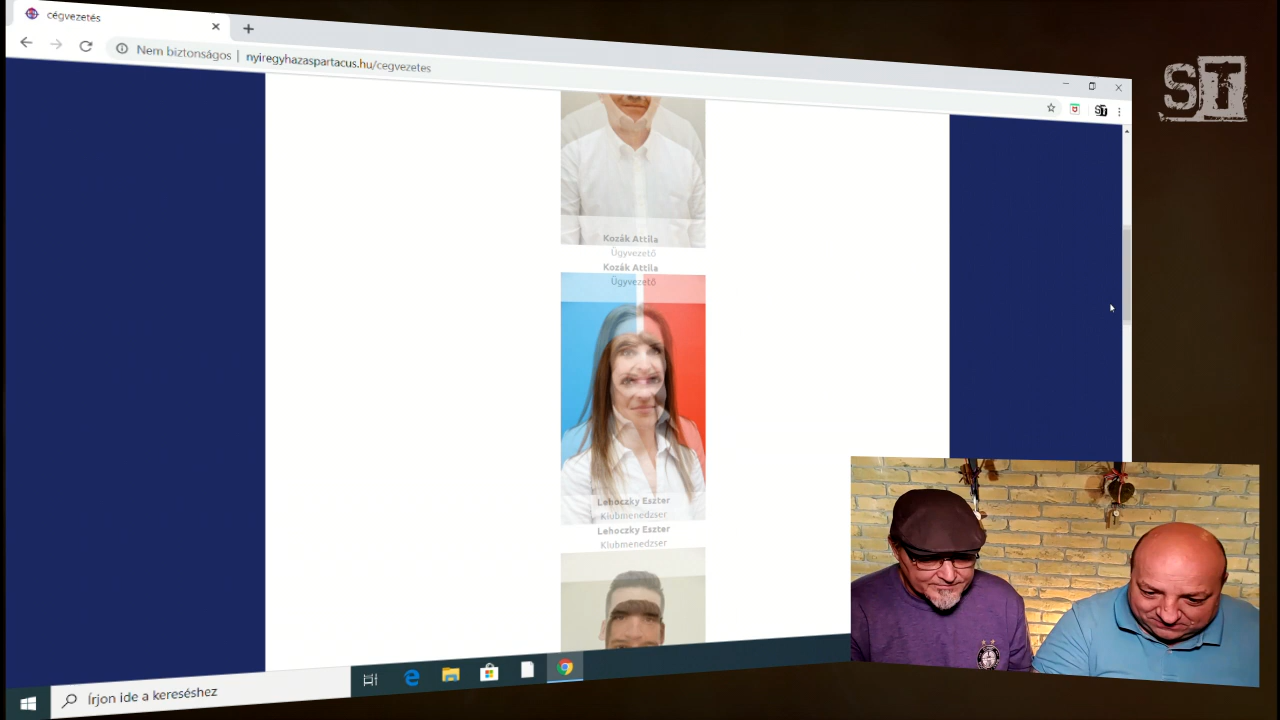 cégvezetés
Nem biztonságos | nyiregyhazaspartacus.hu/cegvezetes
ST
ST
Kozák Attila
Ügyvezető
Kozák Attila
Ügyvezető
Lehoczky Eszter
Klubmenedzser
Lehoczky Eszter
Klubmenedzser
Írjon ide a kereséshez